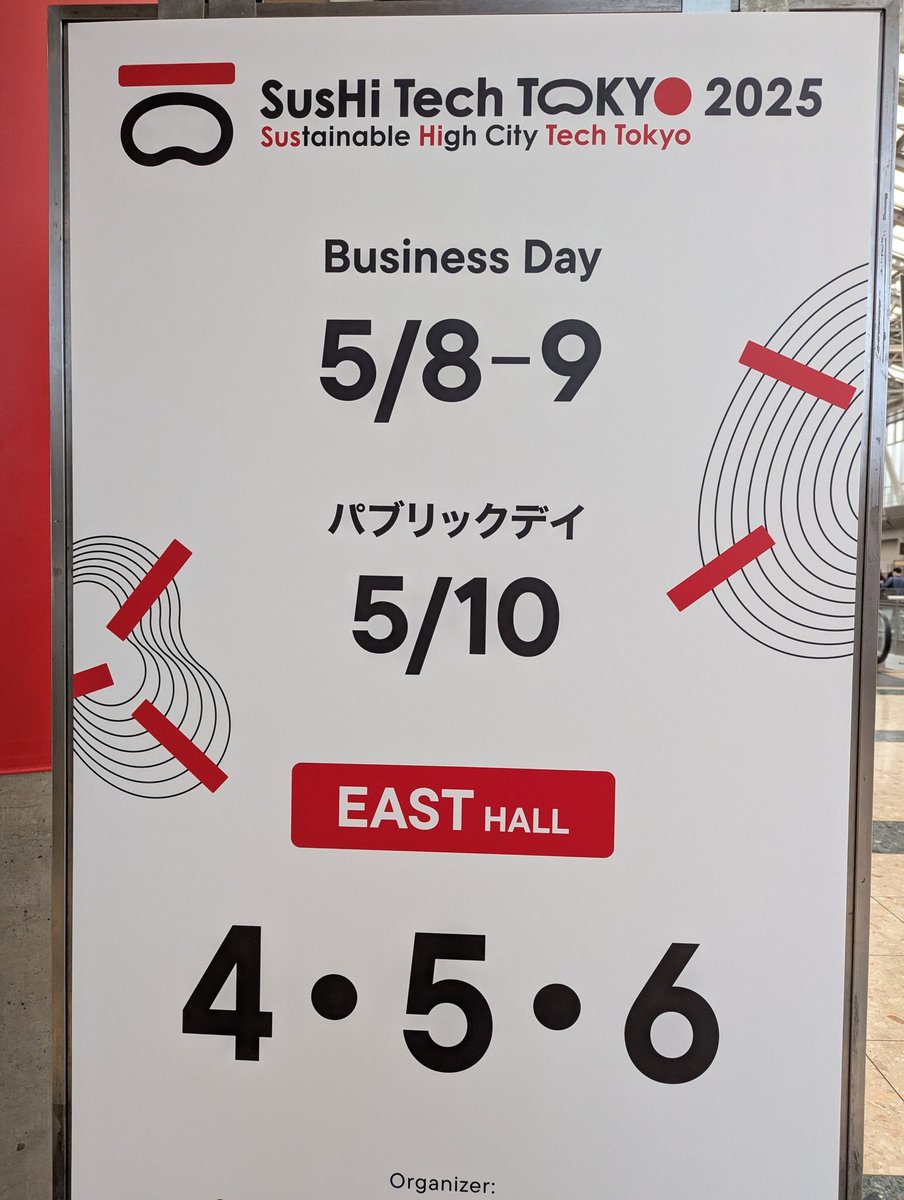 SusHi Tech TOKYO 2025
Sustainable High City Tech Tokyo
Business Day
5/8-9
パブリックデイ
5/10
EAST HALL
4・5・6
Organizer: